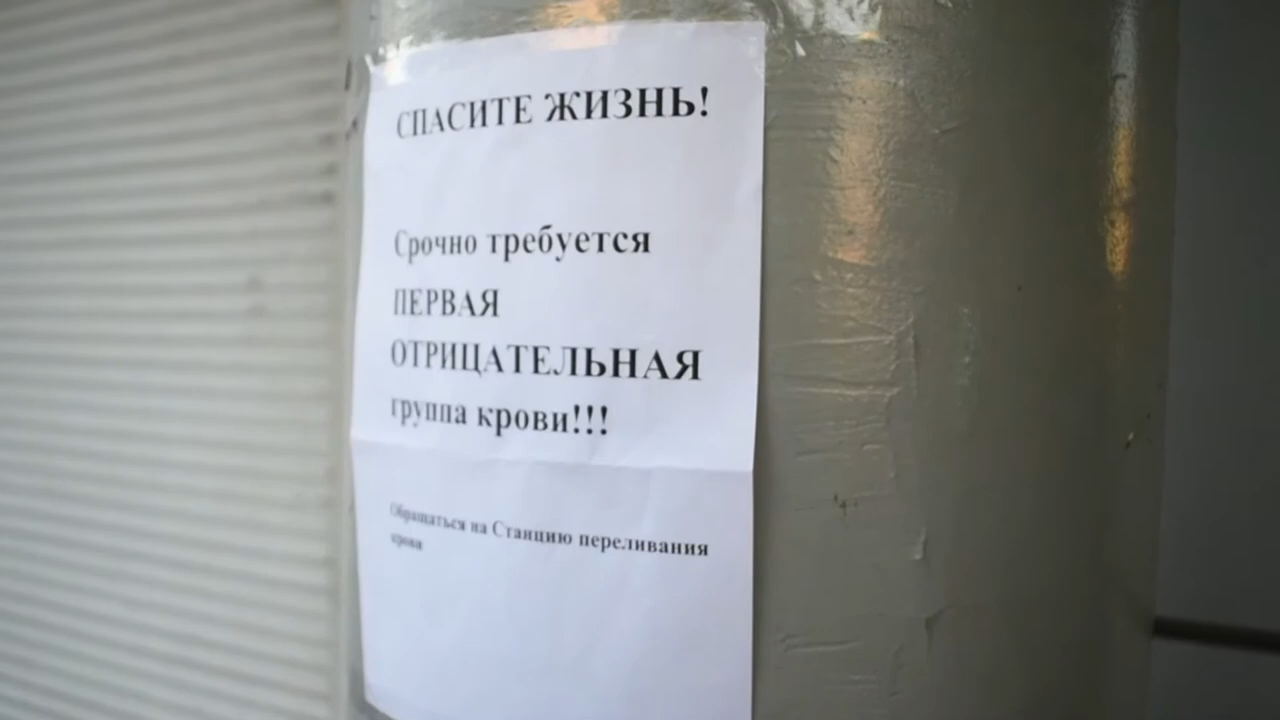 СПАСИТЕ ЖИЗНЬ!
Срочно требуется
ПЕРВАЯ
ОТРИЦАТЕЛЬНАЯ
группа крови!!!
Обращаться на Станцию переливания
крови